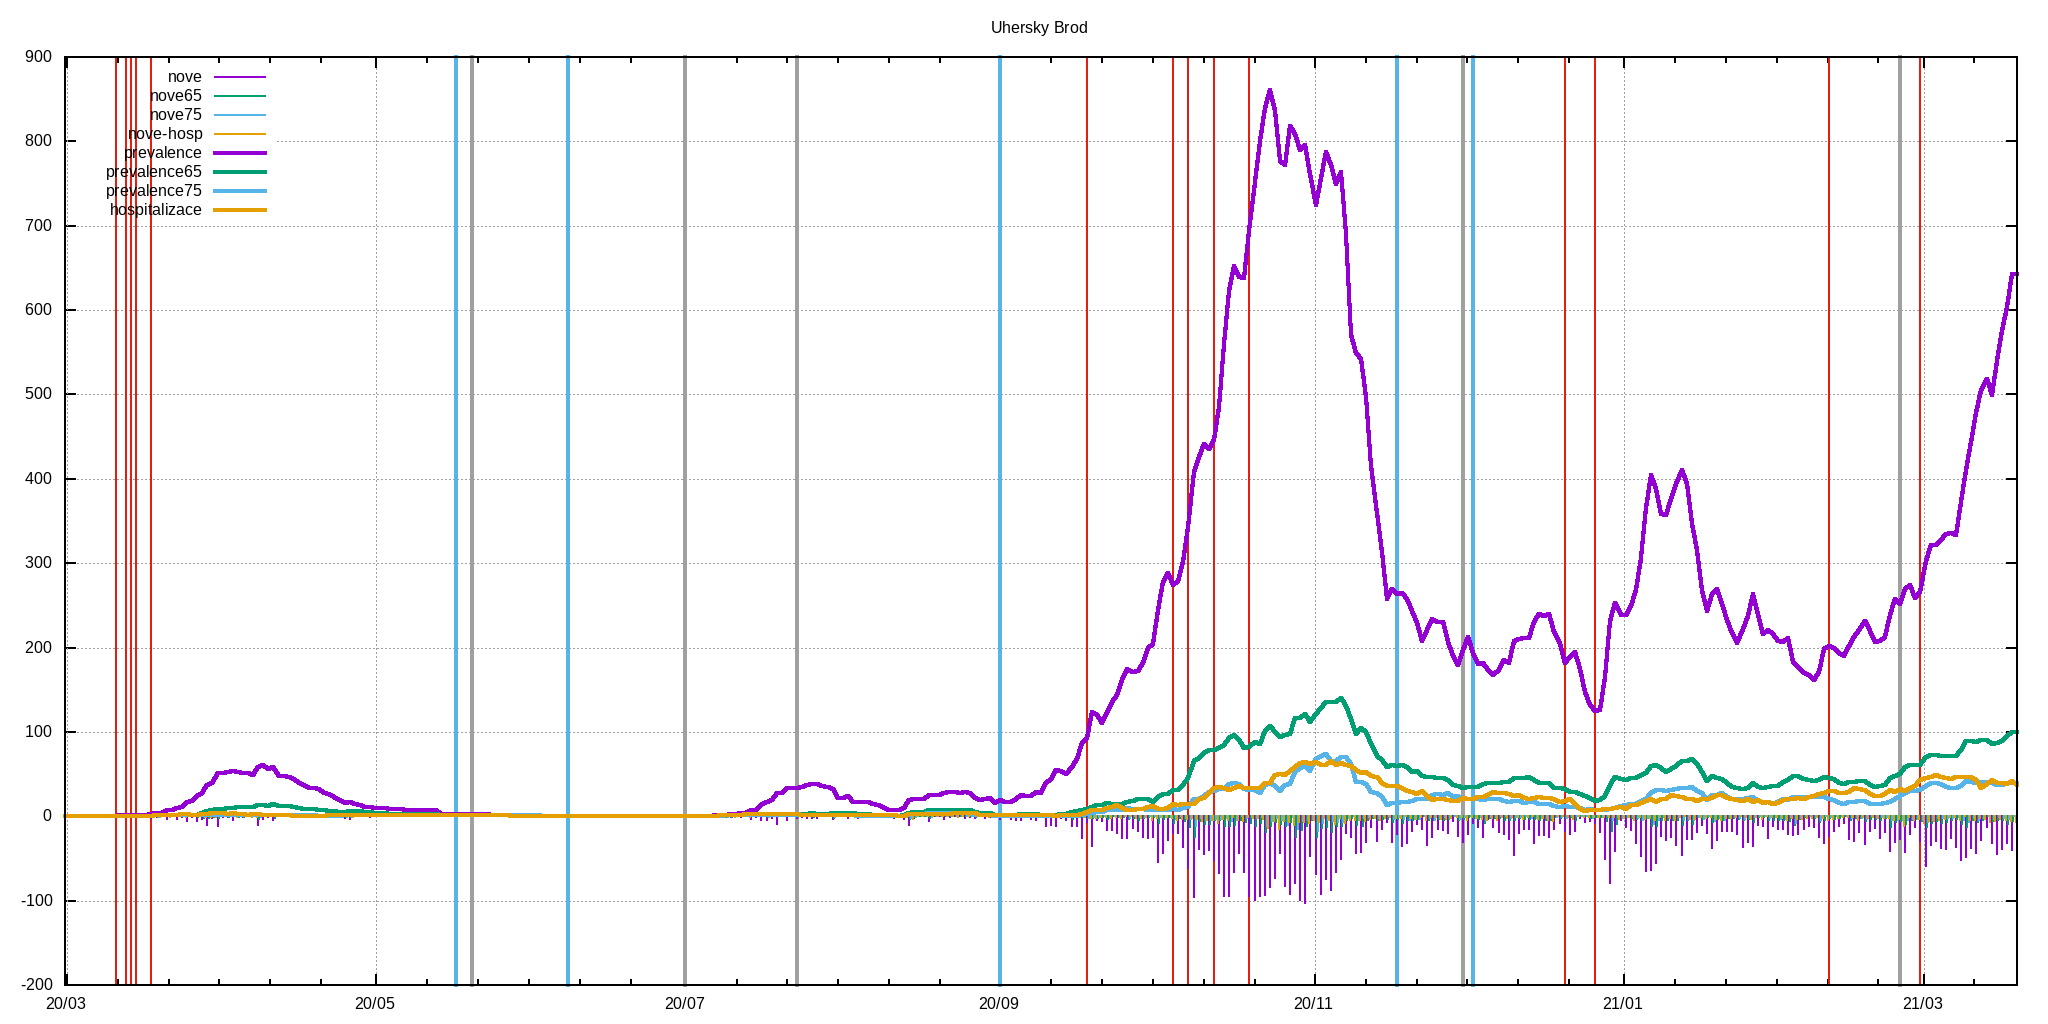 Uhersky Brod
900
800
700
600
500
400
300
200
100
0
-100
-200
nove
nove65
nove75
nove-hosp
prevalence
prevalence65
prevalence75
hospitalizace
20/03 20/05 20/07 20/09 20/11 21/01 21/03